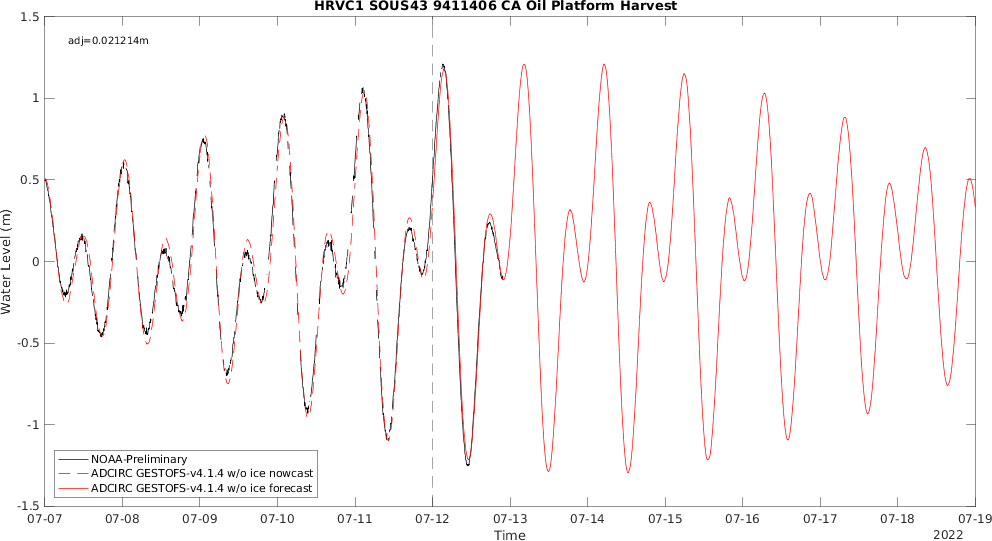 HRVC1 SOUS43 9411406 CA Oil Platform Harvest
adj=0.021214m
Water Level (m)
1.5
1
0.5
0
-0.5
-1
-1.5
NOAA-Preliminary
ADCIRC GESTOFS-v4.1.4 w/o ice nowcast
ADCIRC GESTOFS-v4.1.4 w/o ice forecast
07-07 07-08 07-09 07-10 07-11 07-12 07-13 07-14 07-15 07-16 07-17 07-18 07-19
Time
2022